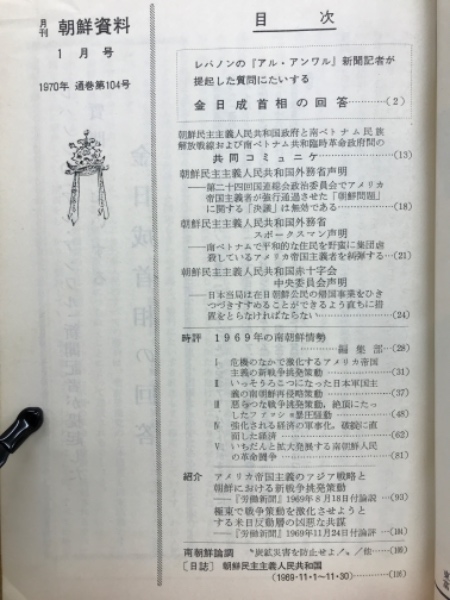 月刊 朝鮮資料
1月号
1970年 通巻第104号
目次
レバノンの『アル・アンワル』新聞記者が
提起した質問にたいする
金日成首相の回答…………(2)
朝鮮民主主義人民共和国政府と南ベトナム民族
解放戦線および南ベトナム共和臨時革命政府間の
共同コミュニケ…………(13)
朝鮮民主主義人民共和国外務省声明
――第二十四回国連総会政治委員会でアメリカ
帝国主義者が強行通過させた「朝鮮問題」
に関する「決議」は無効である…………(18)
朝鮮民主主義人民共和国外務省
スポークスマン声明
――南ベトナムで平和的な住民を野蛮に集団虐
殺しているアメリカ帝国主義者を糾弾する…(21)
朝鮮民主主義人民共和国赤十字会
中央委員会声明
――日本当局は在日朝鮮公民の帰国事業をひき
つづきすすめることができるよう直ちに措
置をとらなければならない…………(24)
時評 1969年の南朝鮮情勢
――編集部…(28)
Ⅰ 危機のなかで激化するアメリカ帝国
主義の新戦争挑発策動…………(31)
Ⅱ いっそうろこつになった日本軍国主
義の南朝鮮再侵略策動…………(37)
Ⅲ 悪らつな戦争挑発策動、絶頂にたっ
したファッショ暴圧騒動…………(48)
Ⅳ 強化される経済の軍事化、破綻に直
面した経済…………(62)
Ⅴ いちだんと拡大発展する南朝鮮人民
の革命闘争…………(81)
紹介 アメリカ帝国主義のアジア戦略と
朝鮮における新戦争挑発策動
――『労働新聞』1969年8月18日付論説…(93)
極東で戦争策動を激化させようと
する米日反動層の凶悪な共謀
――『労働新聞』1969年11月24日付論評…(104)
南朝鮮論調 〝炭鉱災害を防止せよ!〟/他……(109)
〔日誌〕 朝鮮民主主義人民共和国
(1969・11・1〜11・30)…………(116)